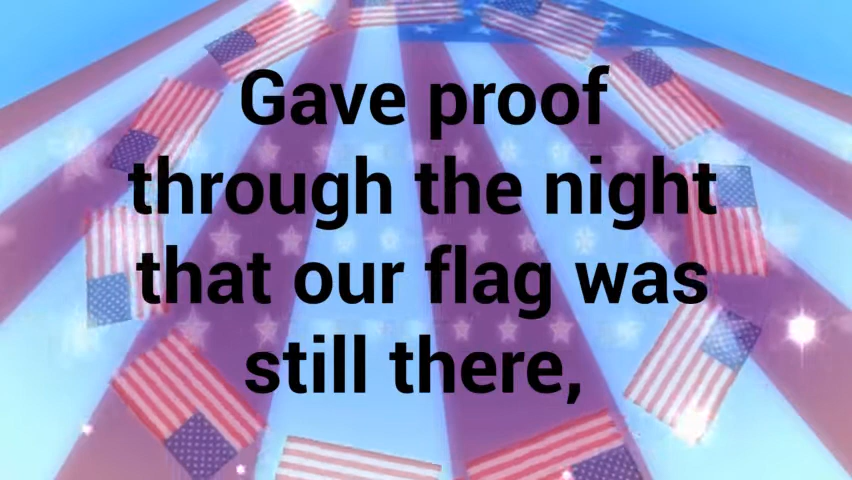 Gave proof
through the night
that our flag was
still there,